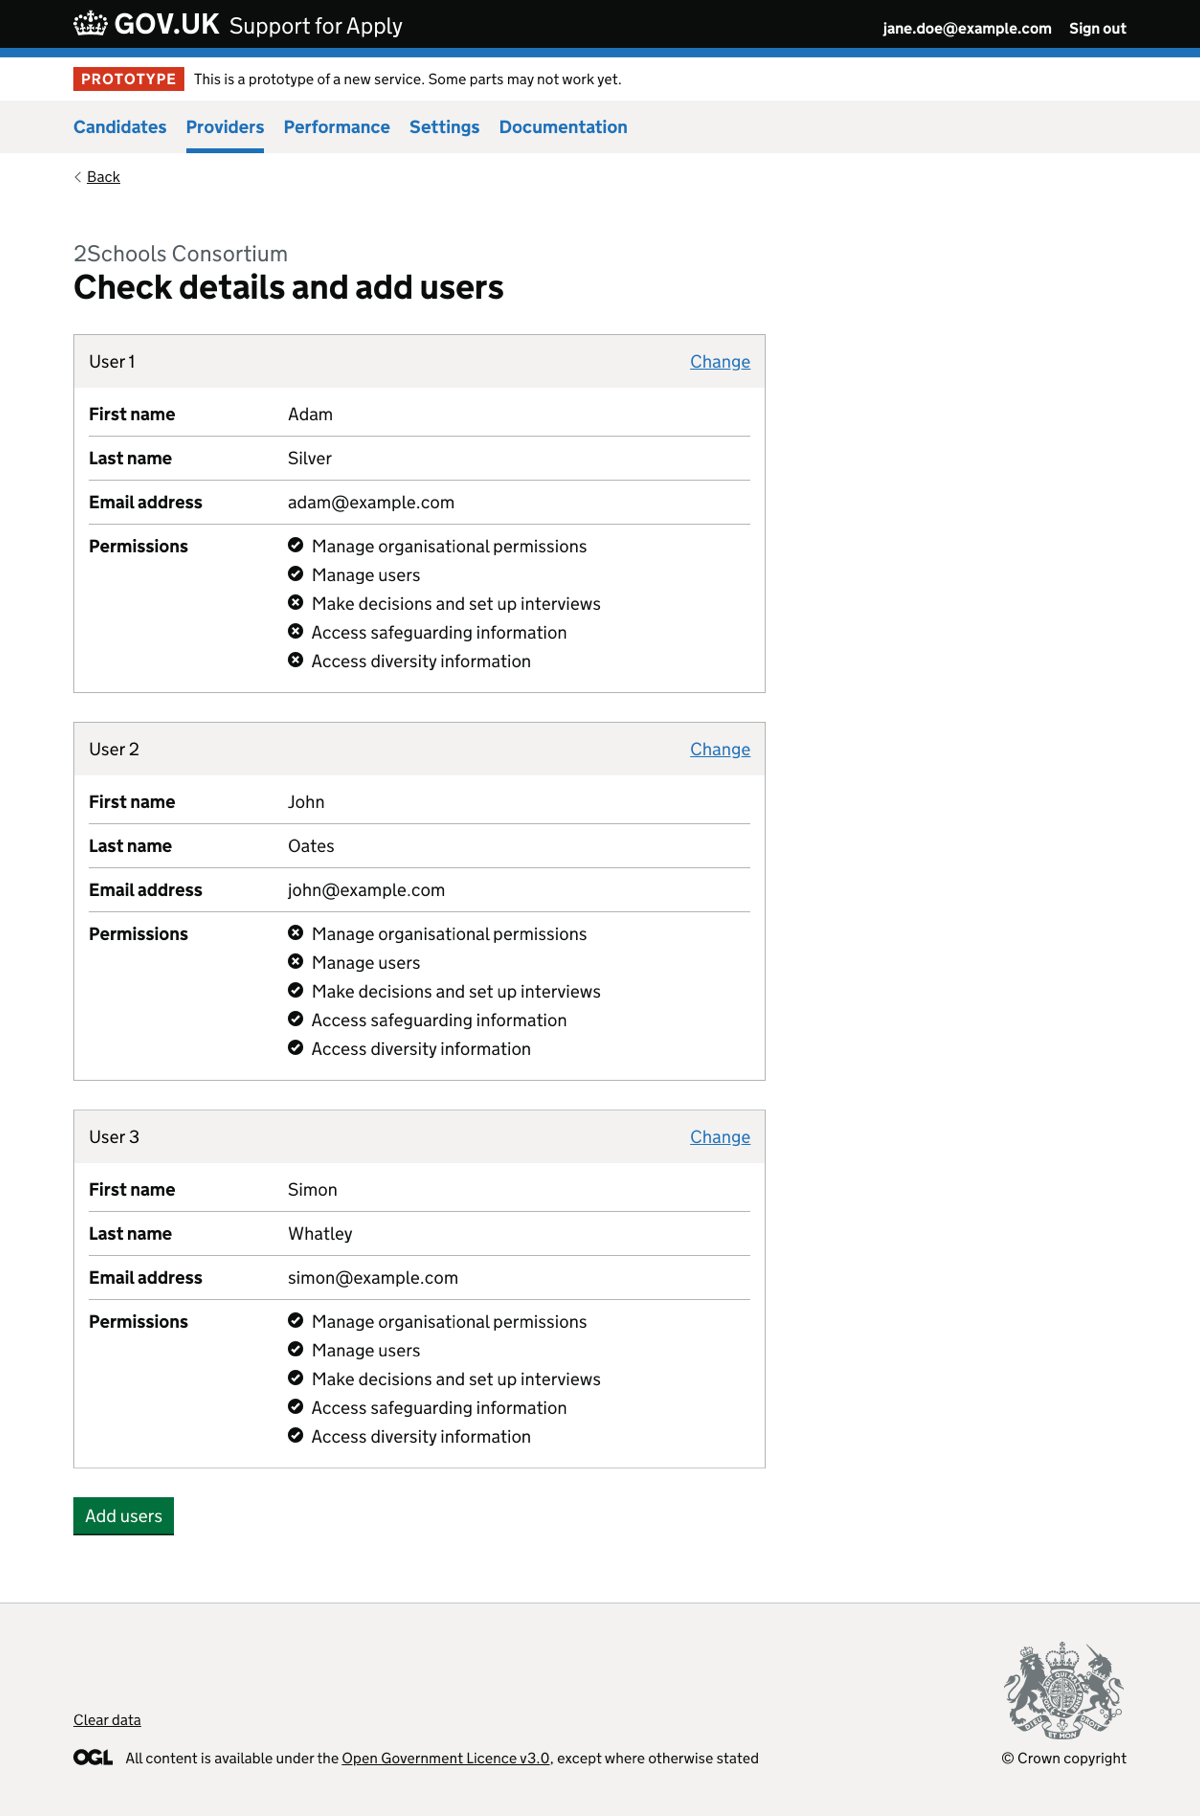 GOV.UK Support for Apply
jane.doe@example.com Sign out
PROTOTYPE This is a prototype of a new service. Some parts may not work yet.
Candidates Providers Performance Settings Documentation
Back
2Schools Consortium
Check details and add users
User 1 Change
First name Adam
Last name Silver
Email address adam@example.com
Permissions Manage organisational permissions
Manage users
Make decisions and set up interviews
Access safeguarding information
Access diversity information
User 2 Change
First name John
Last name Oates
Email address john@example.com
Permissions Manage organisational permissions
Manage users
Make decisions and set up interviews
Access safeguarding information
Access diversity information
User 3 Change
First name Simon
Last name Whatley
Email address simon@example.com
Permissions Manage organisational permissions
Manage users
Make decisions and set up interviews
Access safeguarding information
Access diversity information
Add users
Clear data
OGL All content is available under the Open Government Licence v3.0, except where otherwise stated
DIEU ET MON DROIT
© Crown copyright